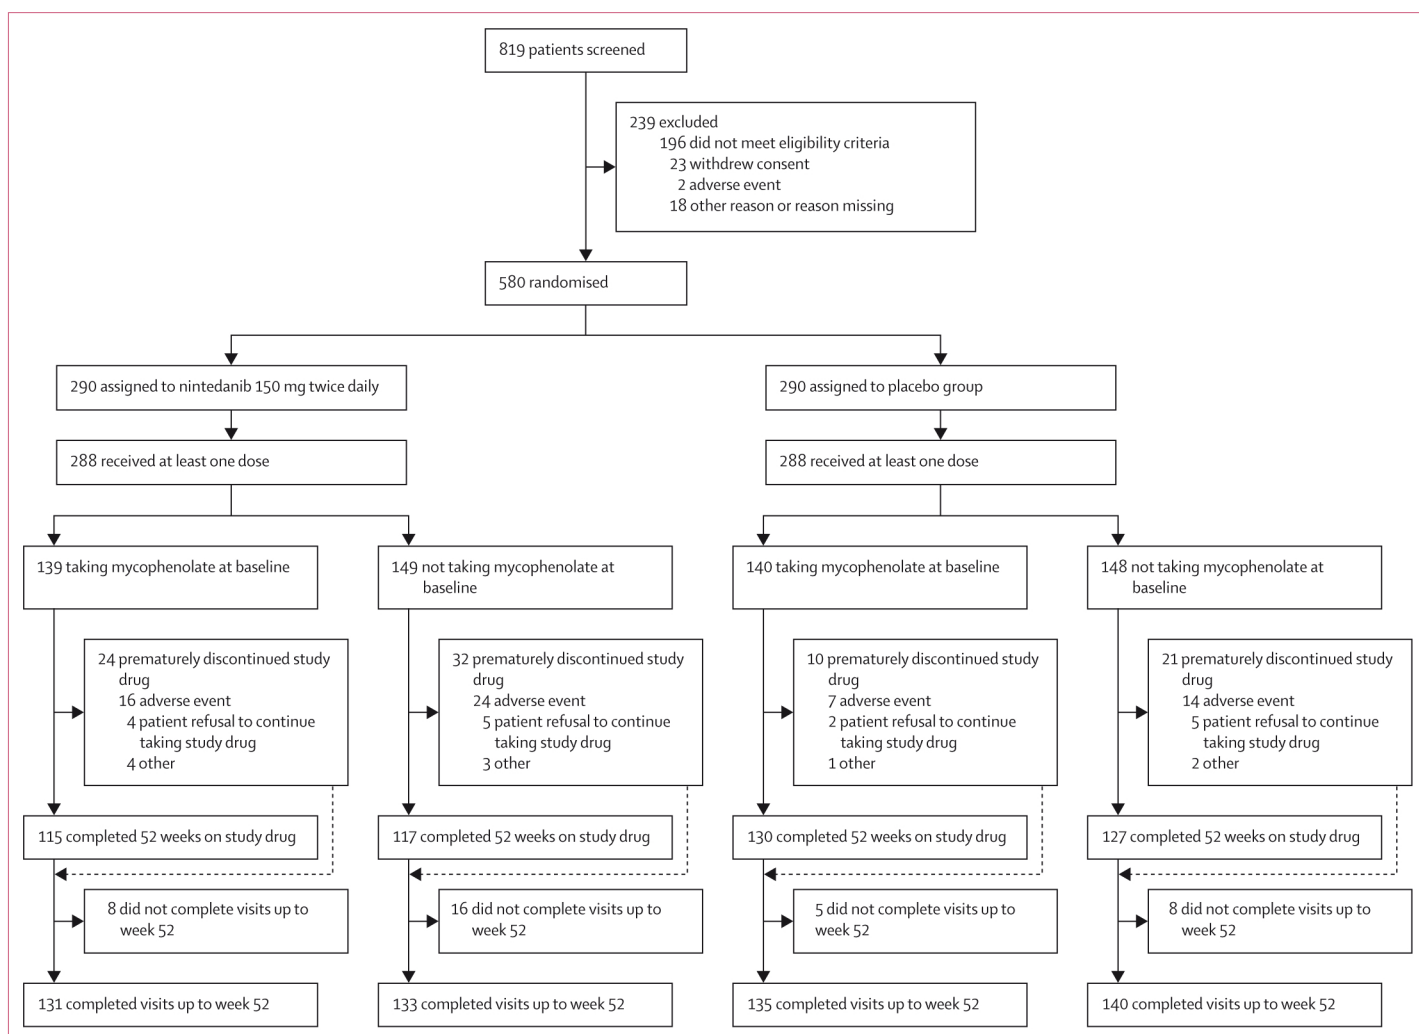 819 patients screened
239 excluded
196 did not meet eligibility criteria
23 withdrew consent
2 adverse event
18 other reason or reason missing
580 randomised
290 assigned to nintedanib 150 mg twice daily
290 assigned to placebo group
288 received at least one dose
288 received at least one dose
139 taking mycophenolate at baseline
149 not taking mycophenolate at
baseline
140 taking mycophenolate at baseline
148 not taking mycophenolate at
baseline
24 prematurely discontinued study
drug
16 adverse event
4 patient refusal to continue
taking study drug
4 other
32 prematurely discontinued study
drug
24 adverse event
5 patient refusal to continue
taking study drug
3 other
10 prematurely discontinued study
drug
7 adverse event
2 patient refusal to continue
taking study drug
1 other
21 prematurely discontinued study
drug
14 adverse event
5 patient refusal to continue
taking study drug
2 other
115 completed 52 weeks on study drug
117 completed 52 weeks on study drug
130 completed 52 weeks on study drug
127 completed 52 weeks on study drug
8 did not complete visits up to
week 52
16 did not complete visits up to
week 52
5 did not complete visits up to
week 52
8 did not complete visits up to
week 52
131 completed visits up to week 52
133 completed visits up to week 52
135 completed visits up to week 52
140 completed visits up to week 52